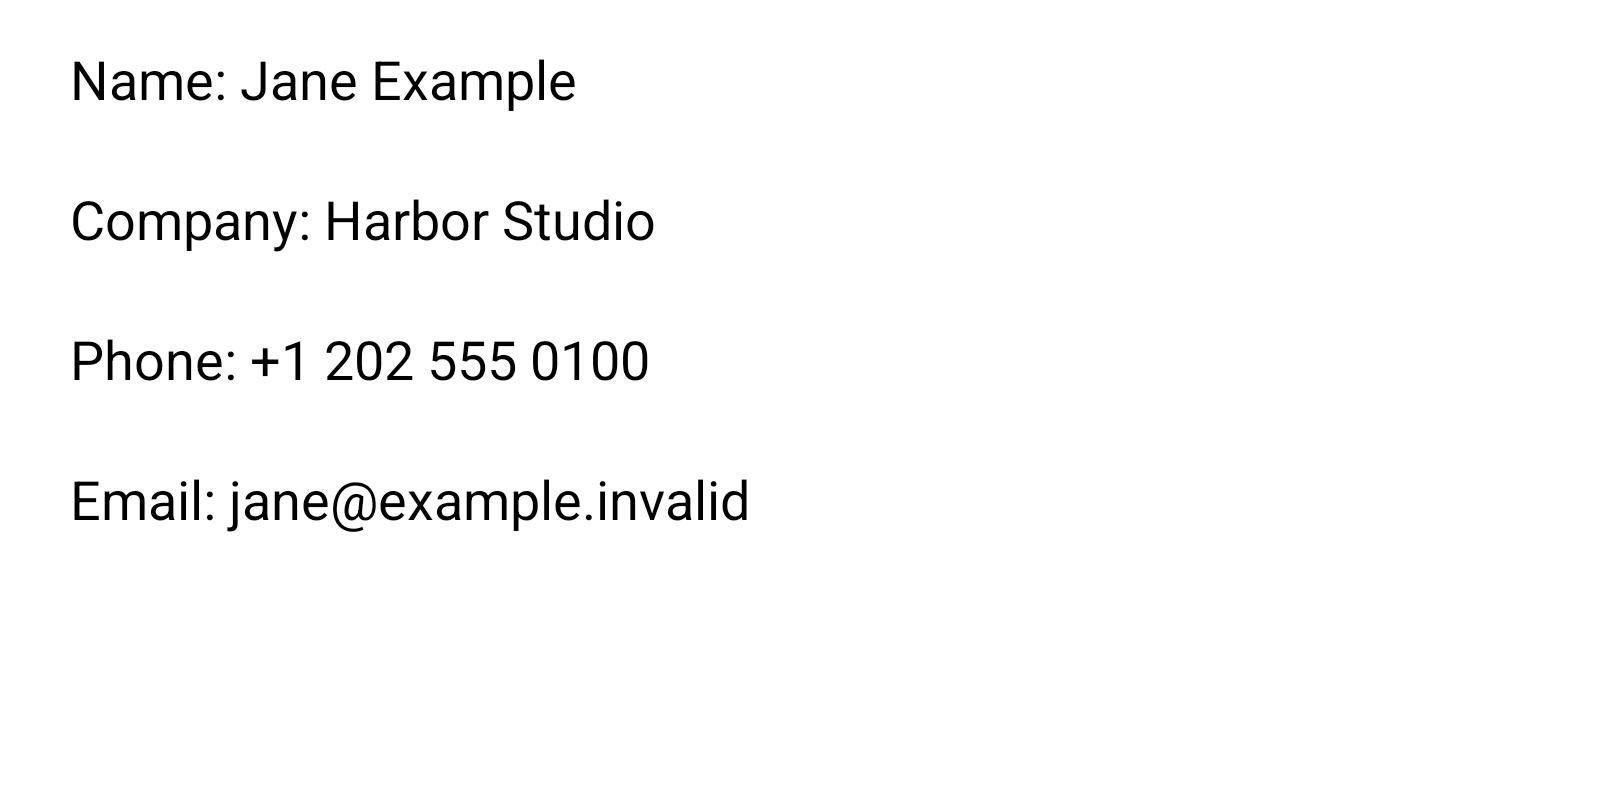 Name: Jane Example
Company: Harbor Studio
Phone: +1 202 555 0100
Email: jane@example.invalid